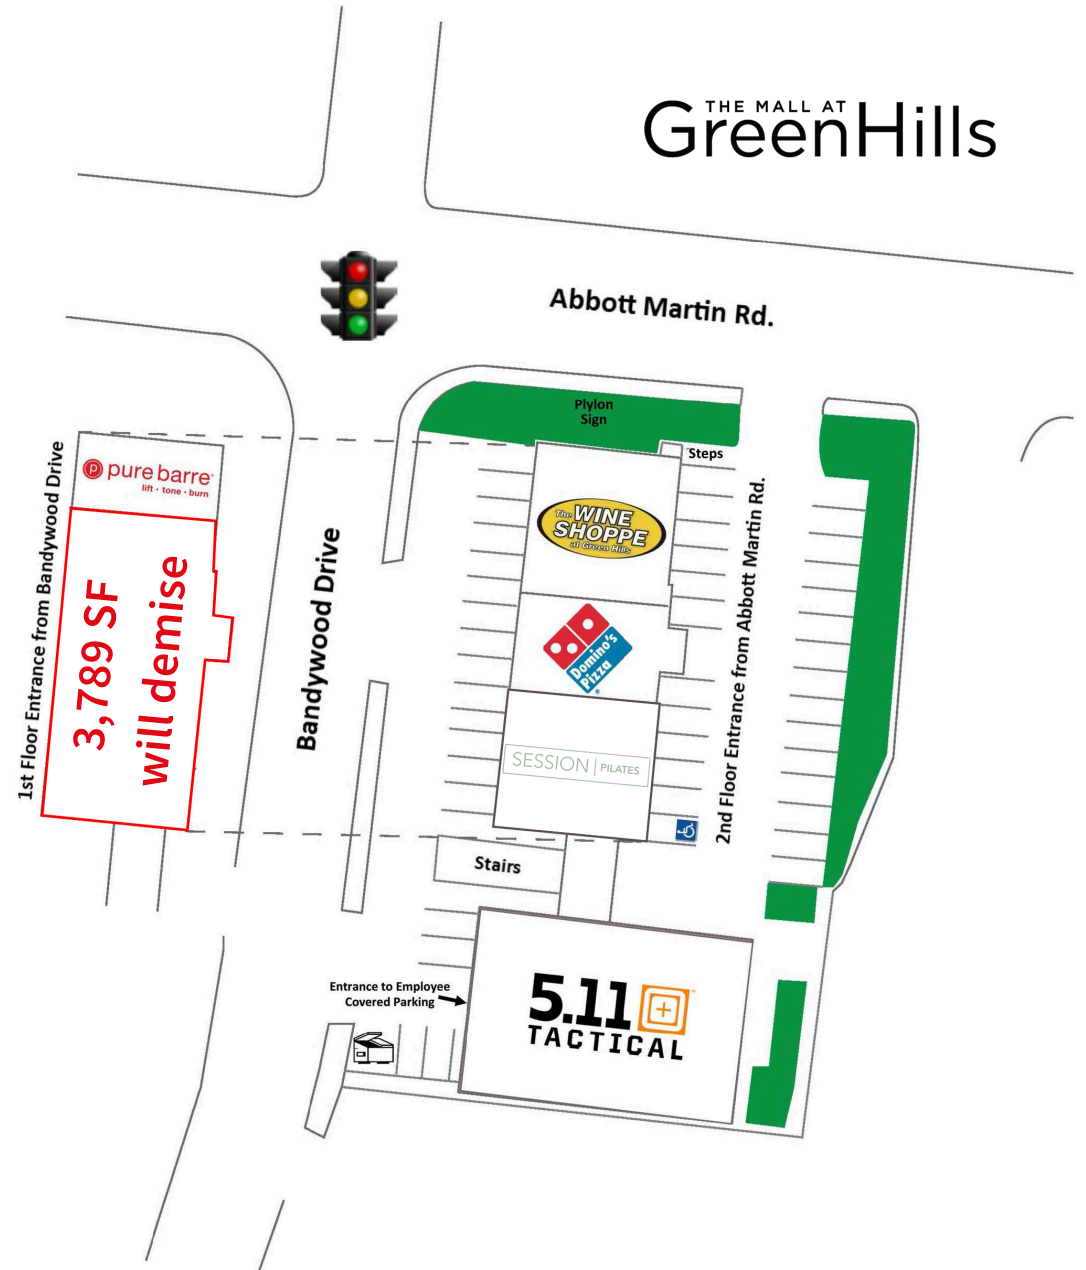 THE MALL AT
GreenHills
Abbott Martin Rd.
Plylon
Sign
Steps
1st Floor Entrance from Bandywood Drive
p pure barre
lift • tone • burn
3,789 SF
will demise
Bandywood Drive
The WINE
SHOPPE
at Green Hills
Domino's
Pizza
SESSION | PILATES
2nd Floor Entrance from Abbott Martin Rd.
Stairs
Entrance to Employee
Covered Parking
5.11
TACTICAL